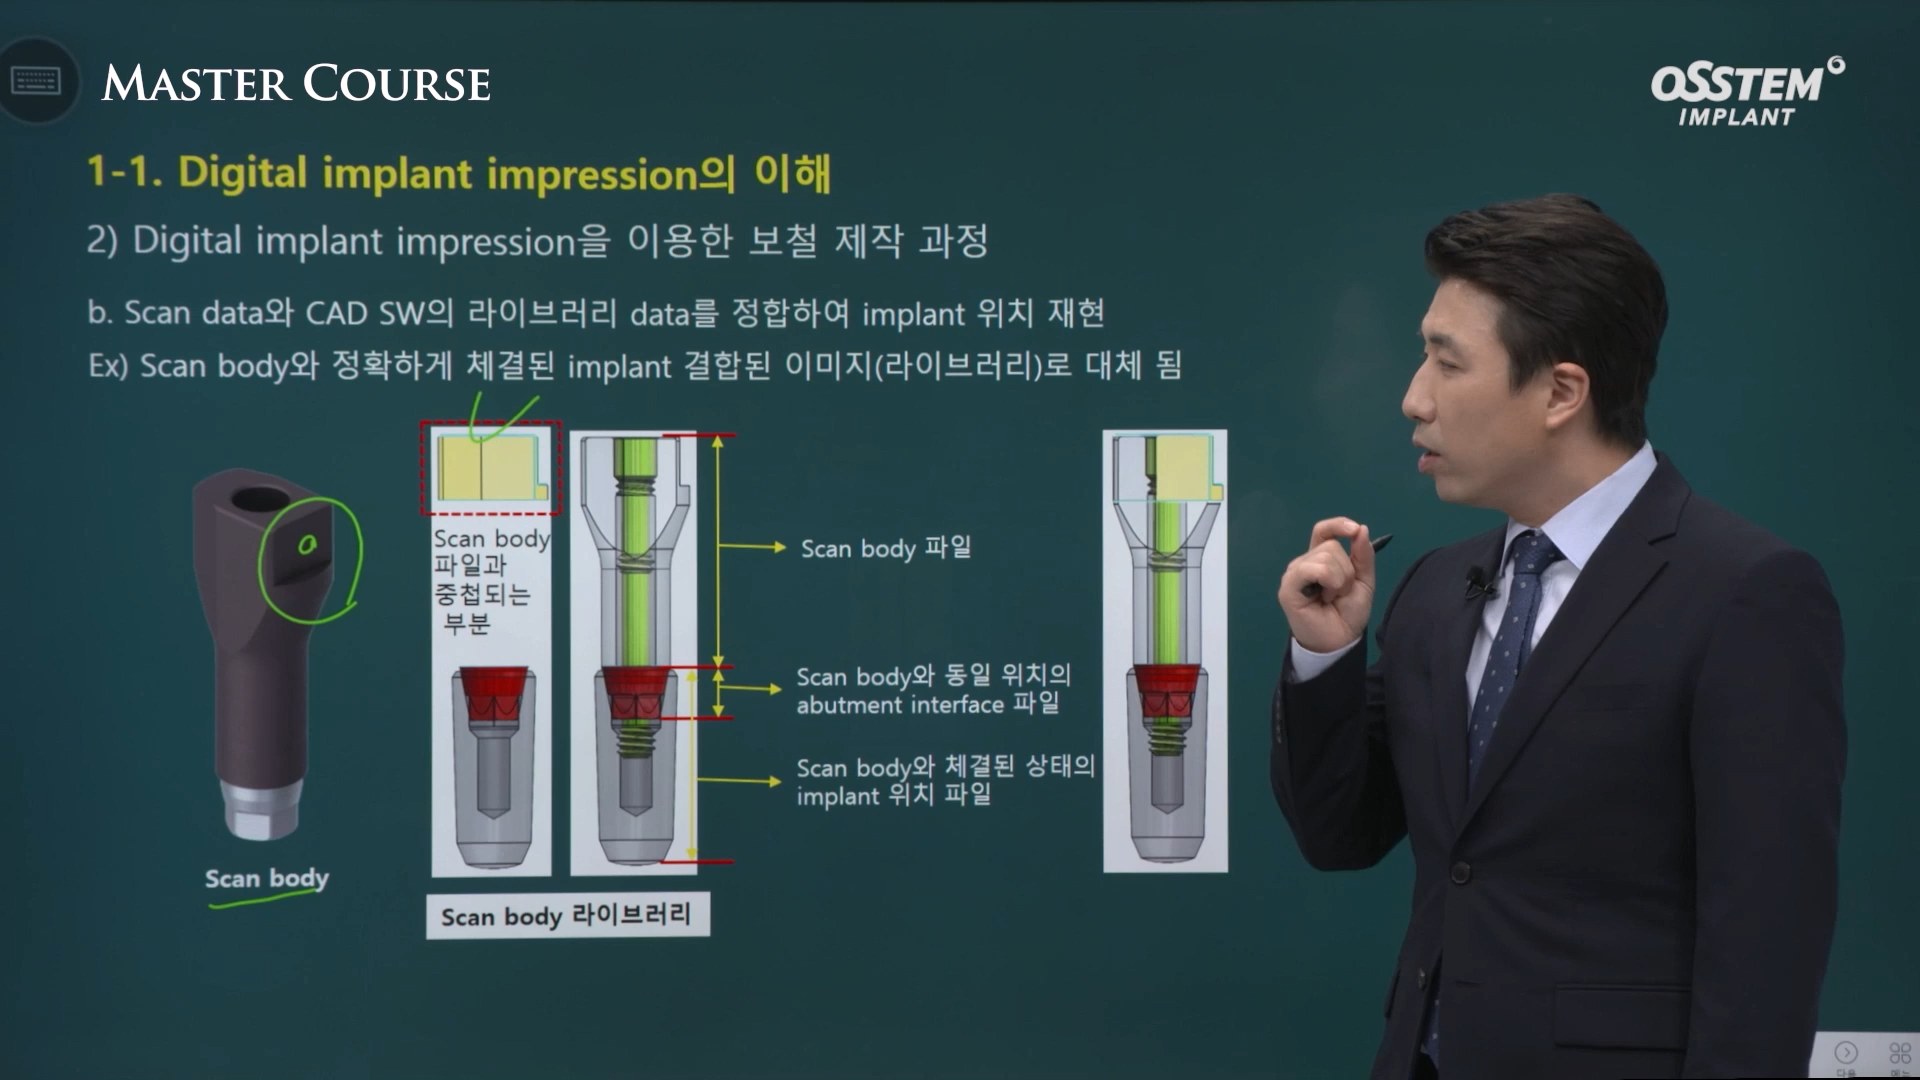 MASTER COURSE
OSSTEM
IMPLANT
1-1. Digital implant impression의 이해
2) Digital implant impression을 이용한 보철 제작 과정
b. Scan data와 CAD SW의 라이브러리 data를 정합하여 implant 위치 재현
Ex) Scan body와 정확하게 체결된 implant 결합된 이미지(라이브러리)로 대체 됨
Scan body
파일과
중첩되는
부분
Scan body 파일
Scan body와 동일 위치의
abutment interface 파일
Scan body와 체결된 상태의
implant 위치 파일
Scan body
Scan body 라이브러리